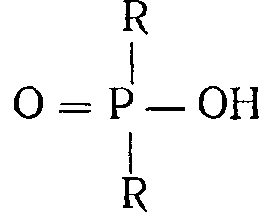 R
O = P — OH
R